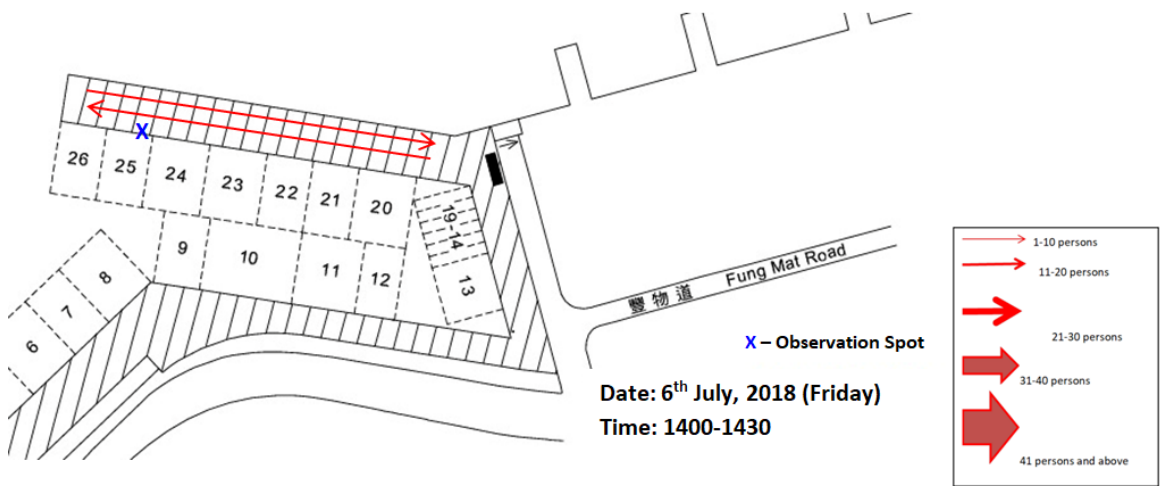 X
26
25
24
23
22
21
20
19-14
9
10
11
12
13
8
7
6
豐物道 Fung Mat Road
X – Observation Spot
Date: 6th July, 2018 (Friday)
Time: 1400-1430
1-10 persons
11-20 persons
21-30 persons
31-40 persons
41 persons and above